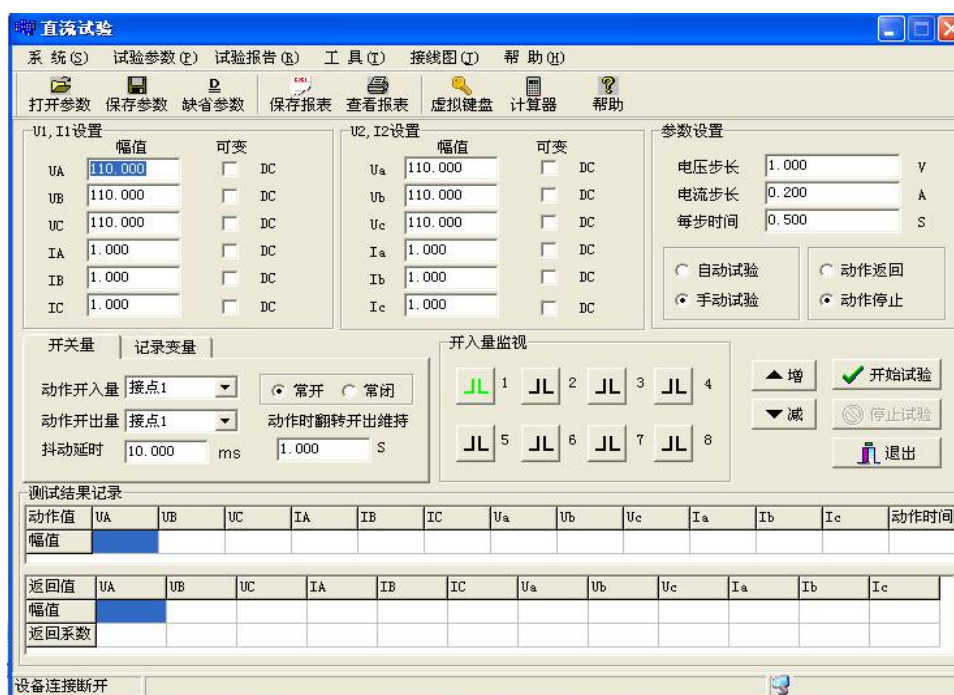 直流试验
系 统(S) 试验参数(P) 试验报告(R) 工 具(T) 接线图(T) 帮 助(H)
打开参数 保存参数 缺省参数 保存报表 查看报表 虚拟键盘 计算器 帮助
U1,I1设置 U2,I2设置 参数设置
幅值 可变 幅值 可变
UA 110.000 DC Ua 110.000 DC 电压步长 1.000 V
UB 110.000 DC Ub 110.000 DC 电流步长 0.200 A
UC 110.000 DC Uc 110.000 DC 每步时间 0.500 S
IA 1.000 DC Ia 1.000 DC
IB 1.000 DC Ib 1.000 DC 自动试验 动作返回
IC 1.000 DC Ic 1.000 DC 手动试验 动作停止
开关量 记录变量 开入量监视
动作开入量 接点1 常开 常闭 1 2 3 4 增 开始试验
动作开出量 接点1 动作时翻转开出维持 减 停止试验
抖动延时 10.000 ms 1.000 S 5 6 7 8 退出
测试结果记录
动作值 UA UB UC IA IB IC Ua Ub Uc Ia Ib Ic 动作时间
幅值
返回值 UA UB UC IA IB IC Ua Ub Uc Ia Ib Ic
幅值
返回系数
设备连接断开